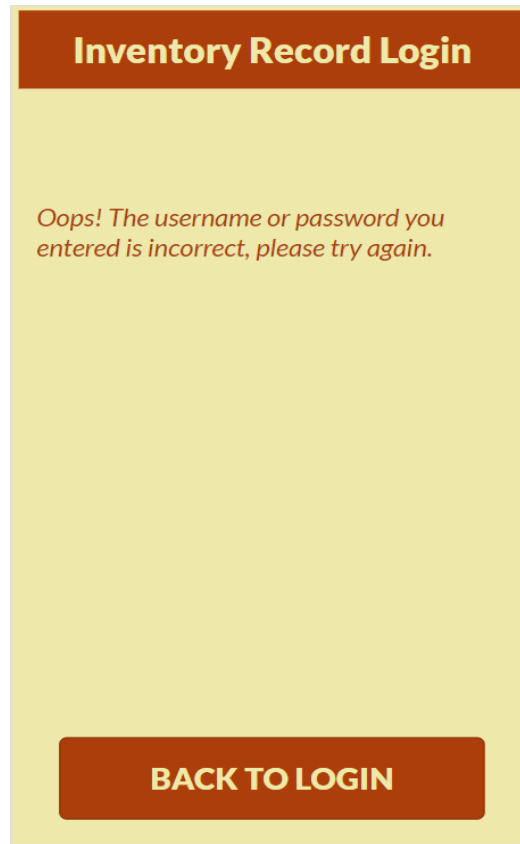 Inventory Record Login
Oops! The username or password you
entered is incorrect, please try again.
BACK TO LOGIN